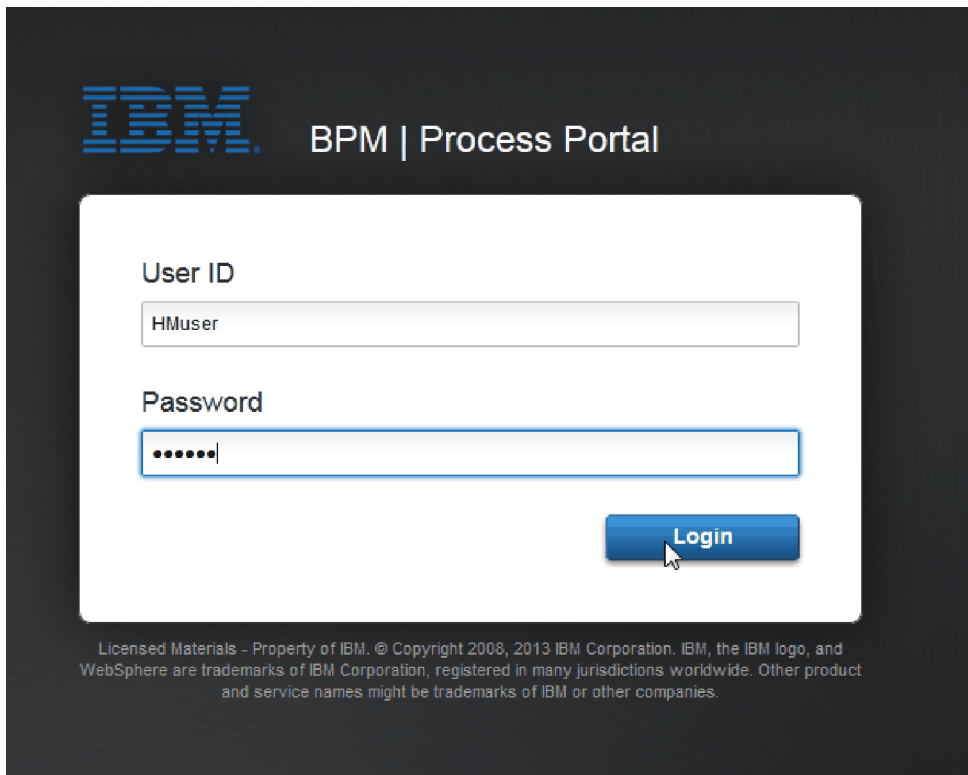 IBM®
BPM | Process Portal
User ID
HMuser
Password
••••••
Login
Licensed Materials - Property of IBM. © Copyright 2008, 2013 IBM Corporation. IBM, the IBM logo, and
WebSphere are trademarks of IBM Corporation, registered in many jurisdictions worldwide. Other product
and service names might be trademarks of IBM or other companies.